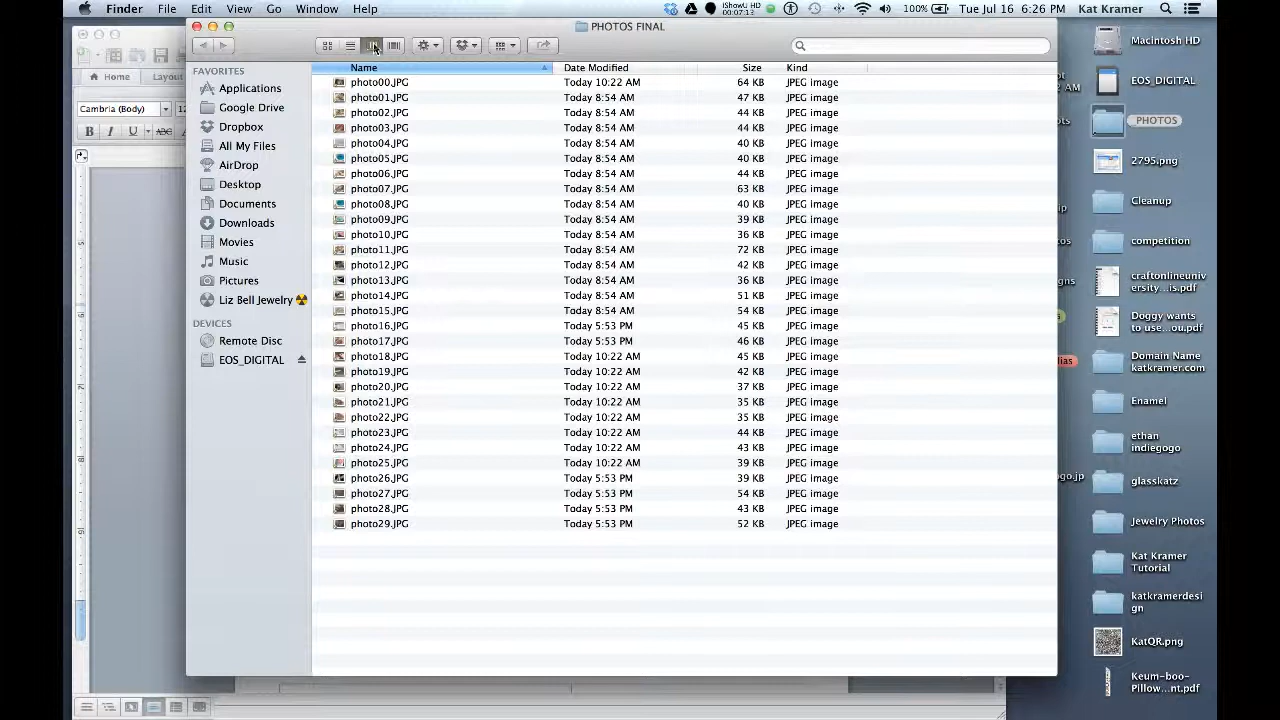 Finder File Edit View Go Window Help
iShowU HD
00:07:13
100% Tue Jul 16 6:26 PM Kat Kramer
PHOTOS FINAL
Home Layout
Cambria (Body)
B I U ABC
FAVORITES
Applications
Google Drive
Dropbox
All My Files
AirDrop
Desktop
Documents
Downloads
Movies
Music
Pictures
Liz Bell Jewelry
DEVICES
Remote Disc
EOS_DIGITAL
Name Date Modified Size Kind
photo00.JPG Today 10:22 AM 64 KB JPEG image
photo01.JPG Today 8:54 AM 47 KB JPEG image
photo02.JPG Today 8:54 AM 44 KB JPEG image
photo03.JPG Today 8:54 AM 44 KB JPEG image
photo04.JPG Today 8:54 AM 40 KB JPEG image
photo05.JPG Today 8:54 AM 40 KB JPEG image
photo06.JPG Today 8:54 AM 44 KB JPEG image
photo07.JPG Today 8:54 AM 63 KB JPEG image
photo08.JPG Today 8:54 AM 40 KB JPEG image
photo09.JPG Today 8:54 AM 39 KB JPEG image
photo10.JPG Today 8:54 AM 36 KB JPEG image
photo11.JPG Today 8:54 AM 72 KB JPEG image
photo12.JPG Today 8:54 AM 42 KB JPEG image
photo13.JPG Today 8:54 AM 36 KB JPEG image
photo14.JPG Today 8:54 AM 51 KB JPEG image
photo15.JPG Today 8:54 AM 54 KB JPEG image
photo16.JPG Today 5:53 PM 45 KB JPEG image
photo17.JPG Today 5:53 PM 46 KB JPEG image
photo18.JPG Today 10:22 AM 45 KB JPEG image
photo19.JPG Today 10:22 AM 42 KB JPEG image
photo20.JPG Today 10:22 AM 37 KB JPEG image
photo21.JPG Today 10:22 AM 35 KB JPEG image
photo22.JPG Today 10:22 AM 35 KB JPEG image
photo23.JPG Today 10:22 AM 44 KB JPEG image
photo24.JPG Today 10:22 AM 43 KB JPEG image
photo25.JPG Today 10:22 AM 39 KB JPEG image
photo26.JPG Today 5:53 PM 39 KB JPEG image
photo27.JPG Today 5:53 PM 54 KB JPEG image
photo28.JPG Today 5:53 PM 43 KB JPEG image
photo29.JPG Today 5:53 PM 52 KB JPEG image
Macintosh HD
EOS_DIGITAL
PHOTOS
2795.png
Cleanup
competition
craftonlineuniv
ersity....is.pdf
Doggy wants
to use...ou.pdf
Domain Name
katkramer.com
Enamel
ethan
indiegogo
glasskatz
Jewelry Photos
Kat Kramer
Tutorial
katkramerdesi
gn
KatQR.png
Keum-boo-
Pillow...nt.pdf